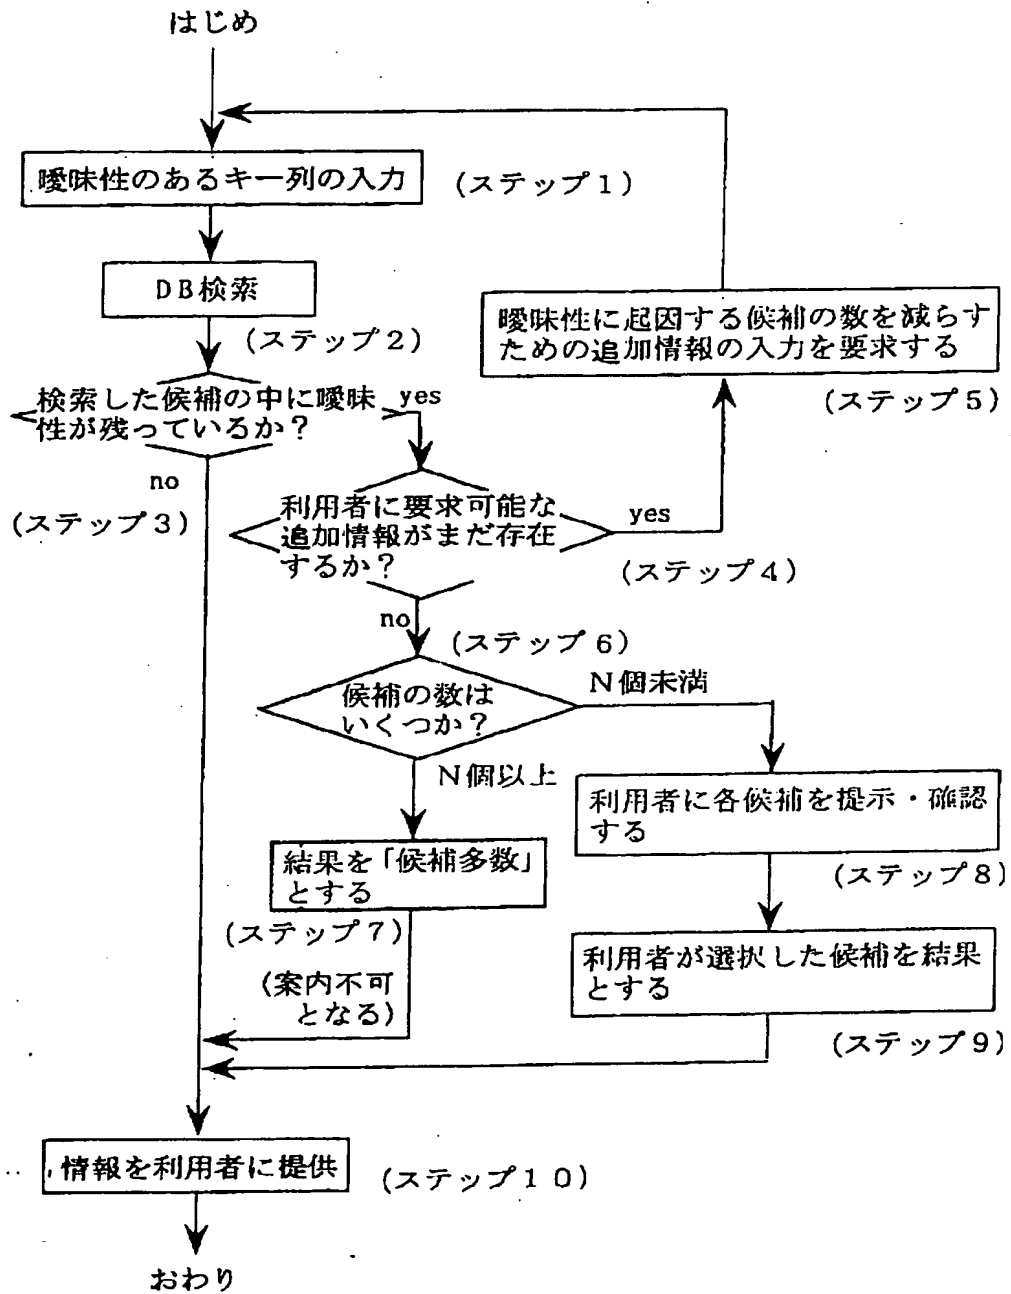 はじめ
曖昧性のあるキー列の入力
(ステップ1)
DB検索
(ステップ2)
曖昧性に起因する候補の数を減らす
ための追加情報の入力を要求する
(ステップ5)
検索した候補の中に曖昧
性が残っているか?
yes
no
(ステップ3)
利用者に要求可能な
追加情報がまだ存在
するか?
yes
(ステップ4)
no
(ステップ6)
候補の数は
いくつか?
N個未満
N個以上
利用者に各候補を提示・確認
する
(ステップ8)
結果を「候補多数」
とする
(ステップ7)
(案内不可
となる)
利用者が選択した候補を結果
とする
(ステップ9)
情報を利用者に提供
(ステップ10)
おわり